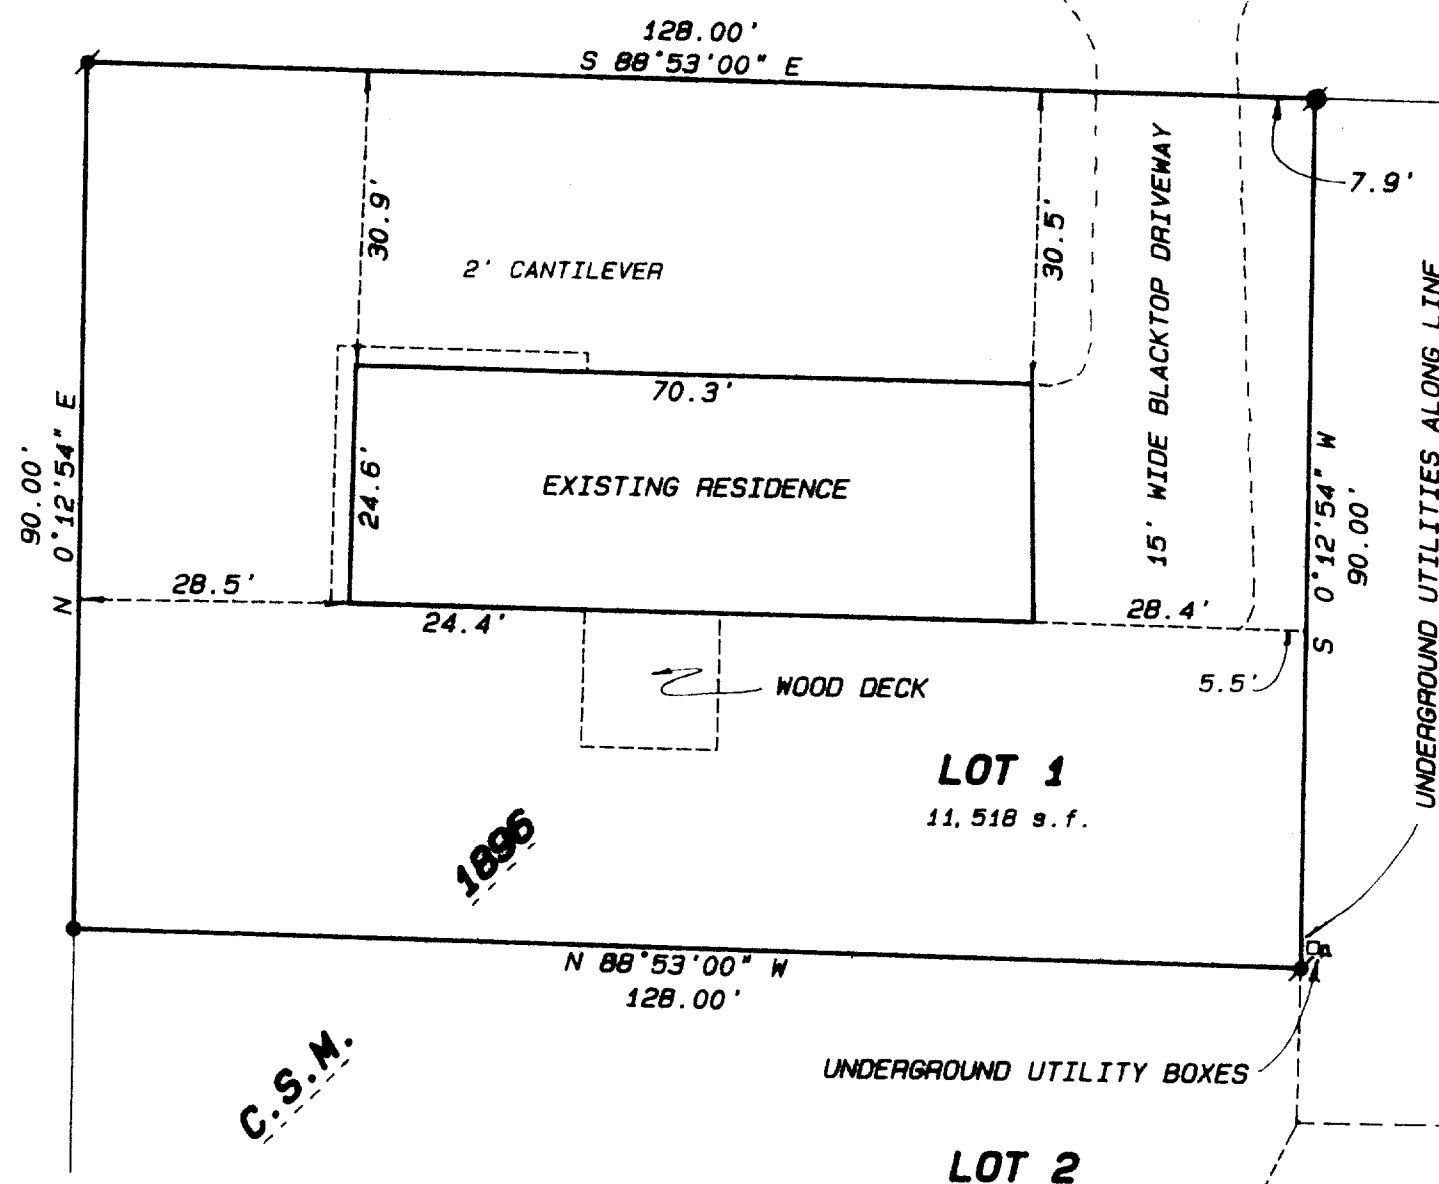 128.00'
S 88°53'00" E
7.9'
30.9'
30.5'
2' CANTILEVER
15' WIDE BLACKTOP DRIVEWAY
70.3'
EXISTING RESIDENCE
24.6'
90.00'
N 0°12'54" E
S 0°12'54" W
90.00'
UNDERGROUND UTILITIES ALONG LINE
28.5'
24.4'
28.4'
5.5'
WOOD DECK
LOT 1
11,518 s.f.
1896
N 88°53'00" W
128.00'
C.S.M.
UNDERGROUND UTILITY BOXES
LOT 2